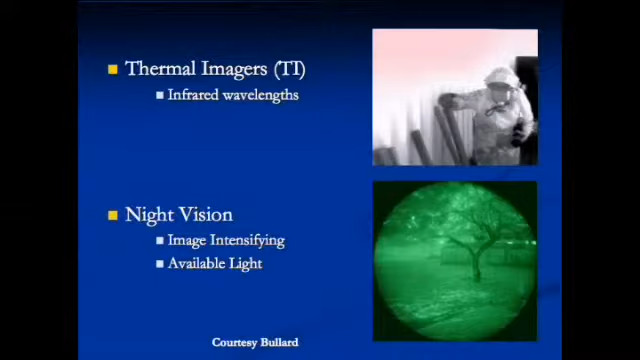 Thermal Imagers (TI)
Infrared wavelengths
Night Vision
Image Intensifying
Available Light
Courtesy Bullard